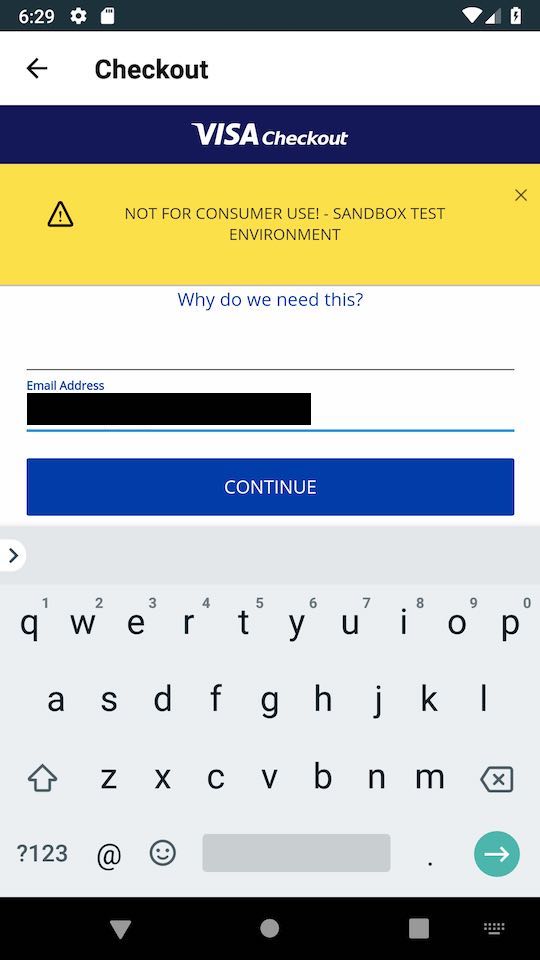 6:29
Checkout
VISA Checkout
NOT FOR CONSUMER USE! - SANDBOX TEST
ENVIRONMENT
Why do we need this?
Email Address
CONTINUE
1 2 3 4 5 6 7 8 9 0
q w e r t y u i o p
a s d f g h j k l
z x c v b n m
?123 @ .